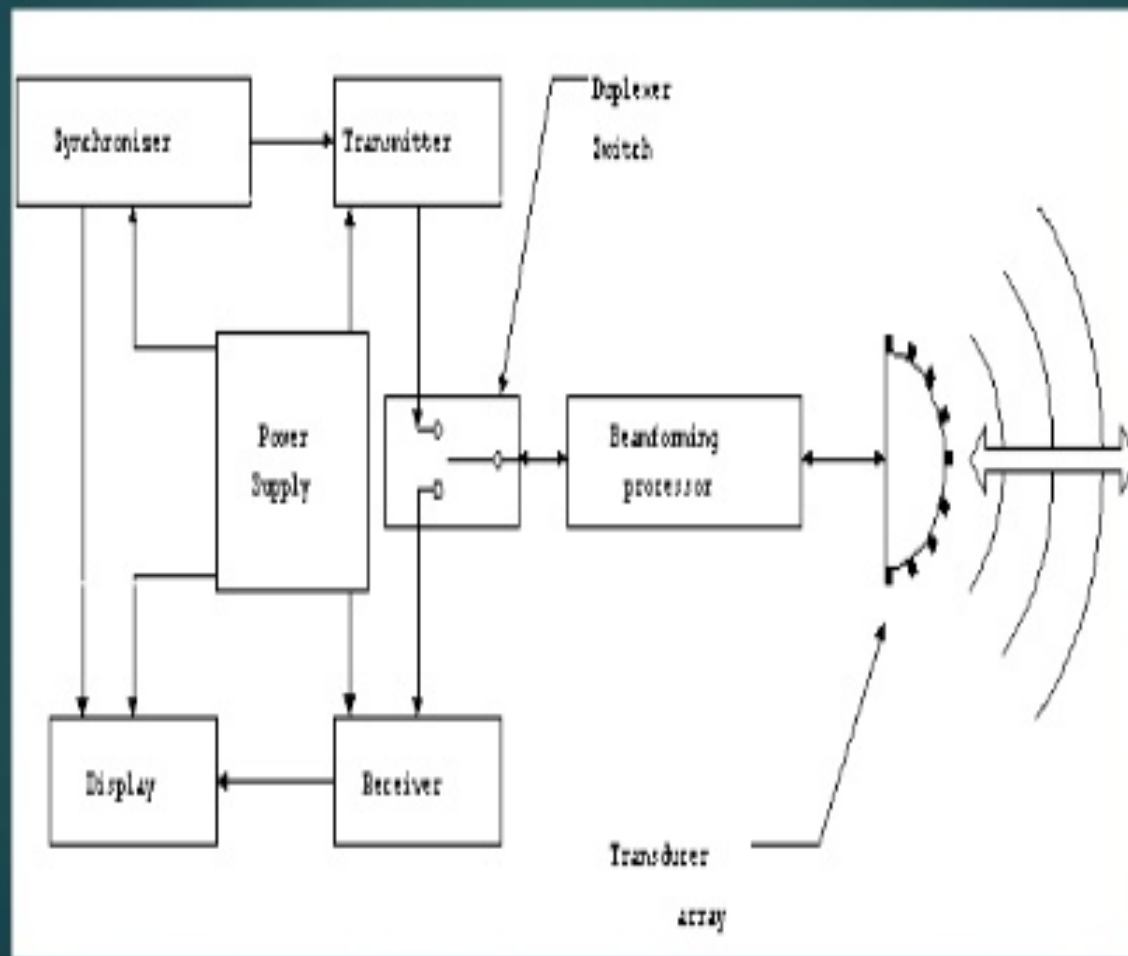 Synchroniser
Transmitter
Duplexer
Switch
Power
Supply
Beamforming
processor
Display
Receiver
Transducer
array